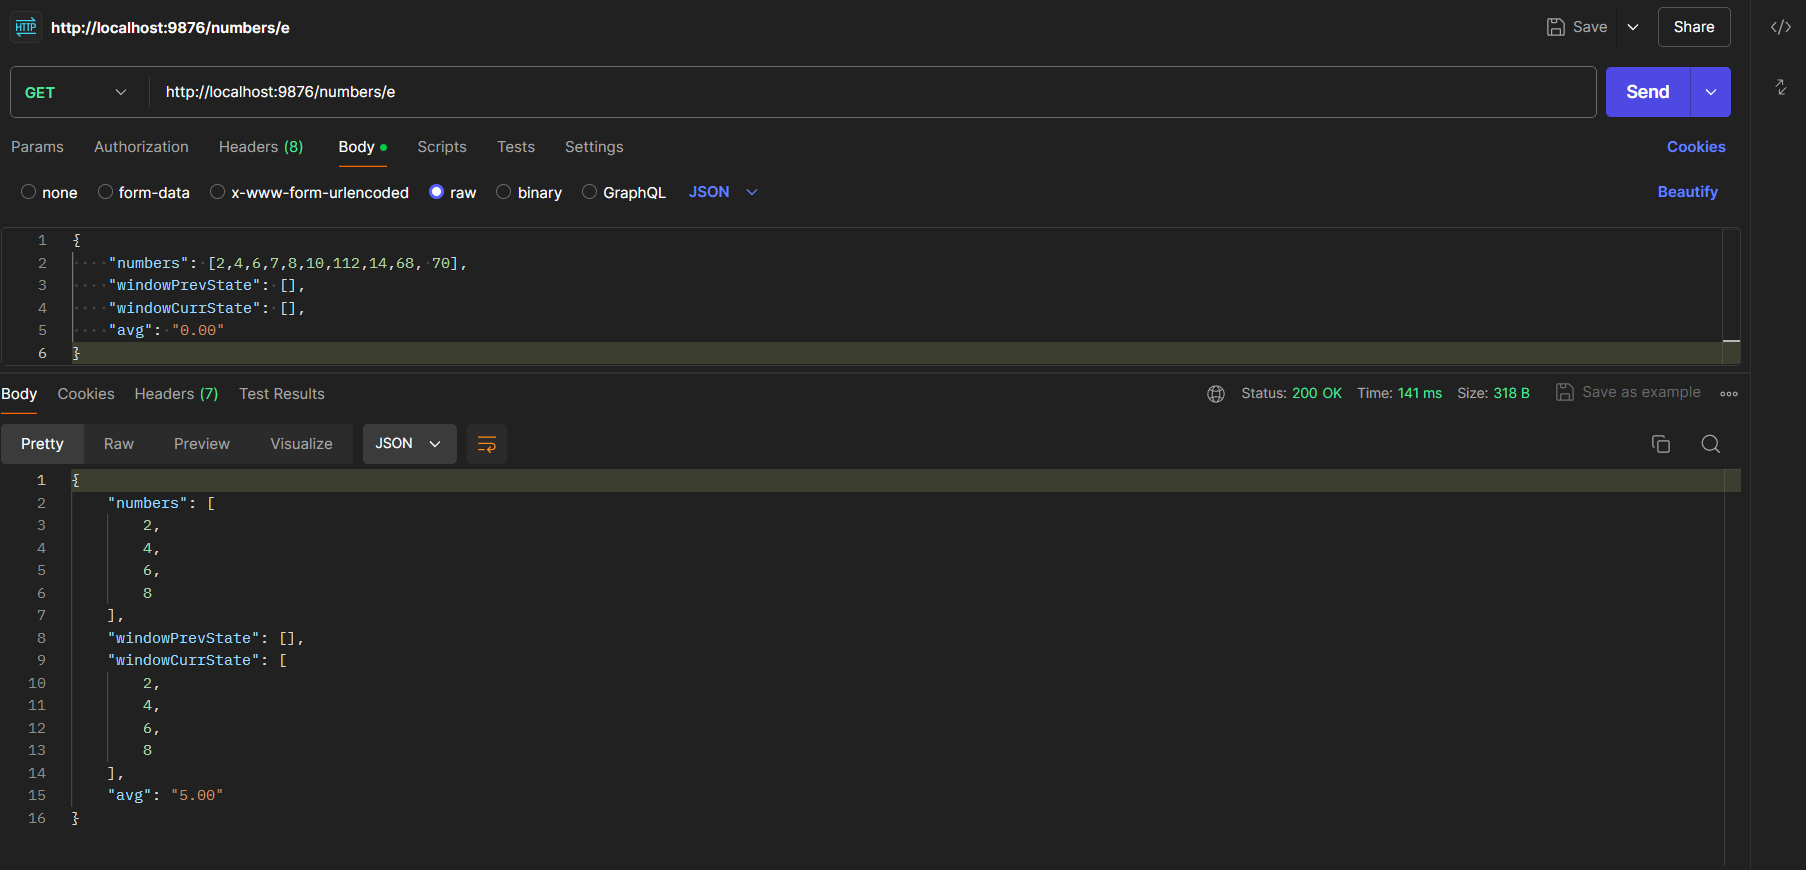 HTTP http://localhost:9876/numbers/e Save Share </>
GET http://localhost:9876/numbers/e Send
Params Authorization Headers (8) Body Scripts Tests Settings Cookies
none form-data x-www-form-urlencoded raw binary GraphQL JSON Beautify
1 {
2 "numbers": [2,4,6,7,8,10,112,14,68, 70],
3 "windowPrevState": [],
4 "windowCurrState": [],
5 "avg": "0.00"
6 }
Body Cookies Headers (7) Test Results Status: 200 OK Time: 141 ms Size: 318 B Save as example
Pretty Raw Preview Visualize JSON
1 {
2 "numbers": [
3 2,
4 4,
5 6,
6 8
7 ],
8 "windowPrevState": [],
9 "windowCurrState": [
10 2,
11 4,
12 6,
13 8
14 ],
15 "avg": "5.00"
16 }